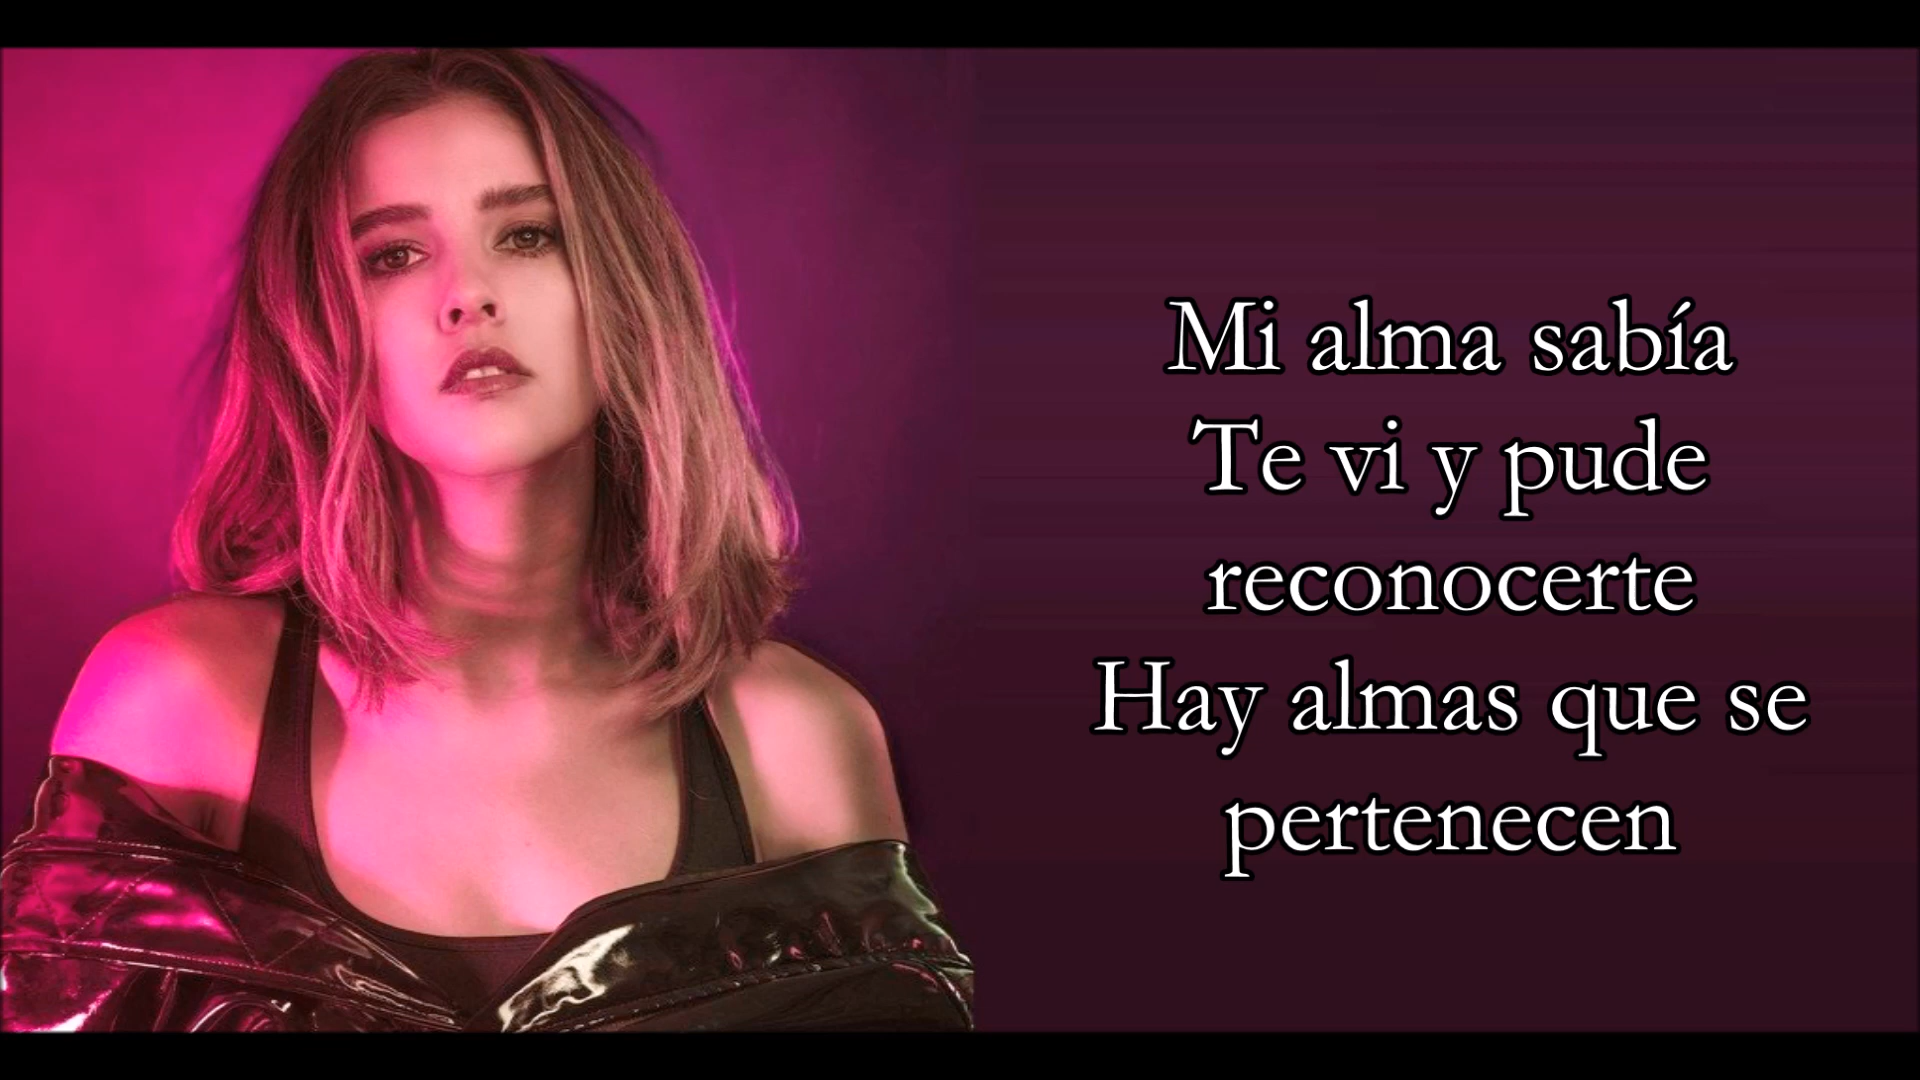 Mi alma sabía
Te vi y pude
reconocerte
Hay almas que se
pertenecen